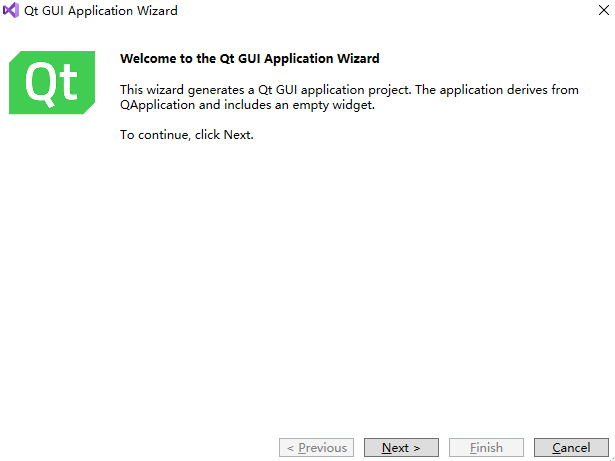 Qt GUI Application Wizard
Qt
Welcome to the Qt GUI Application Wizard
This wizard generates a Qt GUI application project. The application derives from
QApplication and includes an empty widget.
To continue, click Next.
< Previous
Next >
Finish
Cancel